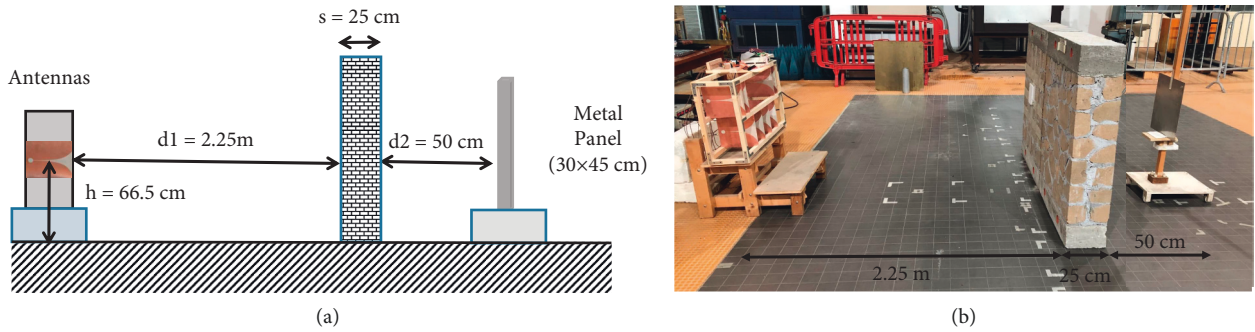 s = 25 cm
Antennas
d1 = 2.25m
d2 = 50 cm
Metal
Panel
(30×45 cm)
h = 66.5 cm
(a)
2.25 m
25 cm
50 cm
(b)